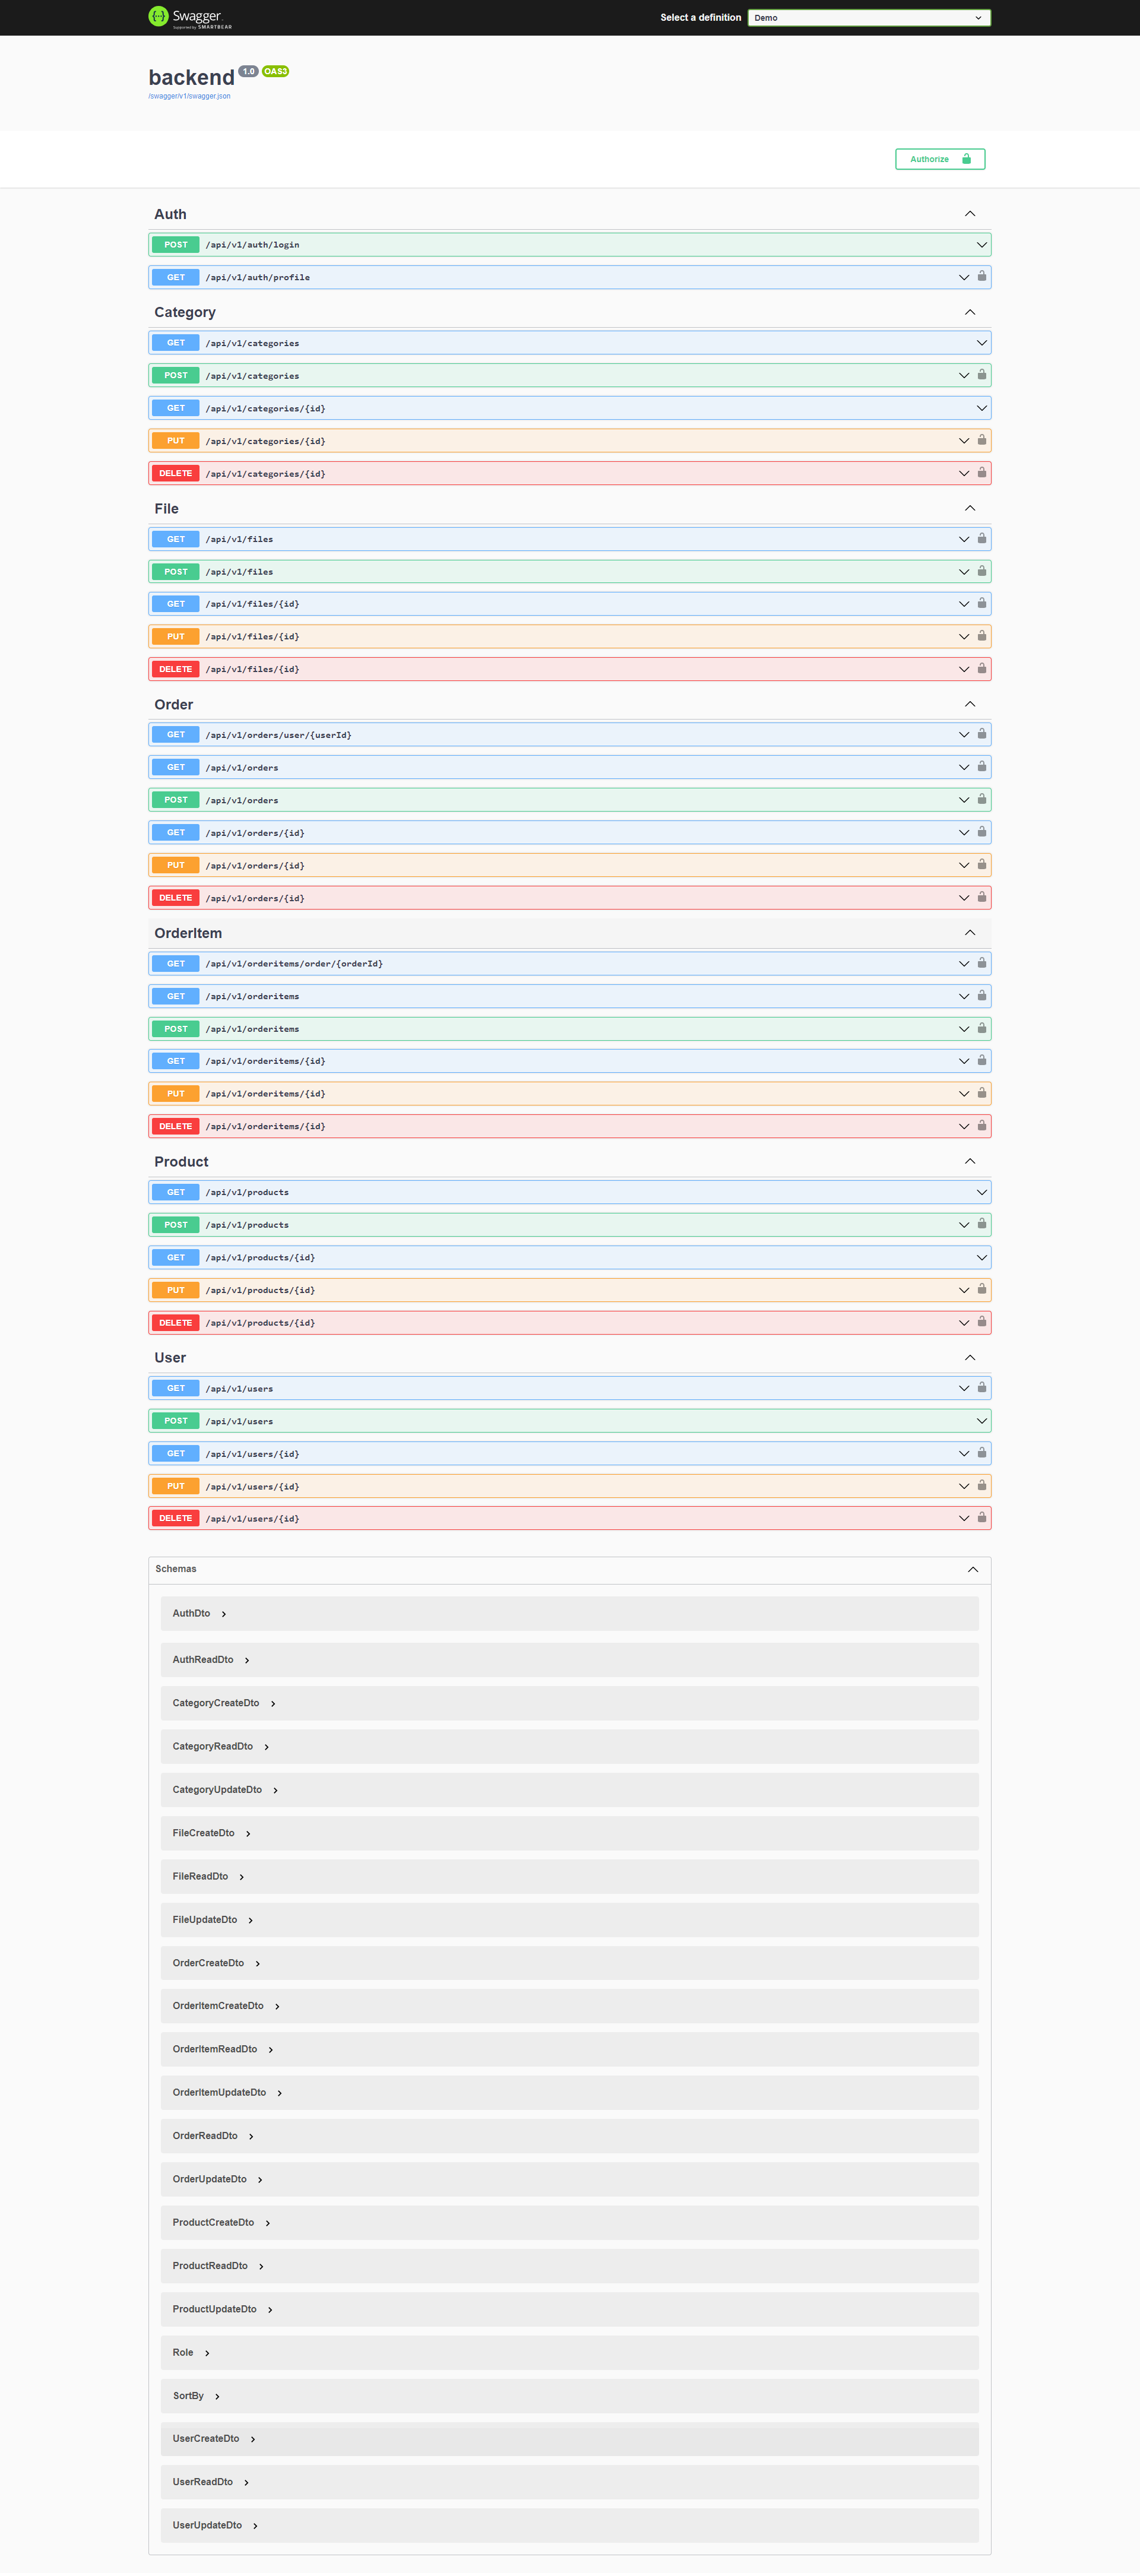 Swagger
Supported by SMARTBEAR
Select a definition
Demo
backend 1.0 OAS3
/swagger/v1/swagger.json
Authorize
Auth
POST /api/v1/auth/login
GET /api/v1/auth/profile
Category
GET /api/v1/categories
POST /api/v1/categories
GET /api/v1/categories/{id}
PUT /api/v1/categories/{id}
DELETE /api/v1/categories/{id}
File
GET /api/v1/files
POST /api/v1/files
GET /api/v1/files/{id}
PUT /api/v1/files/{id}
DELETE /api/v1/files/{id}
Order
GET /api/v1/orders/user/{userId}
GET /api/v1/orders
POST /api/v1/orders
GET /api/v1/orders/{id}
PUT /api/v1/orders/{id}
DELETE /api/v1/orders/{id}
OrderItem
GET /api/v1/orderitems/order/{orderId}
GET /api/v1/orderitems
POST /api/v1/orderitems
GET /api/v1/orderitems/{id}
PUT /api/v1/orderitems/{id}
DELETE /api/v1/orderitems/{id}
Product
GET /api/v1/products
POST /api/v1/products
GET /api/v1/products/{id}
PUT /api/v1/products/{id}
DELETE /api/v1/products/{id}
User
GET /api/v1/users
POST /api/v1/users
GET /api/v1/users/{id}
PUT /api/v1/users/{id}
DELETE /api/v1/users/{id}
Schemas
AuthDto
AuthReadDto
CategoryCreateDto
CategoryReadDto
CategoryUpdateDto
FileCreateDto
FileReadDto
FileUpdateDto
OrderCreateDto
OrderItemCreateDto
OrderItemReadDto
OrderItemUpdateDto
OrderReadDto
OrderUpdateDto
ProductCreateDto
ProductReadDto
ProductUpdateDto
Role
SortBy
UserCreateDto
UserReadDto
UserUpdateDto